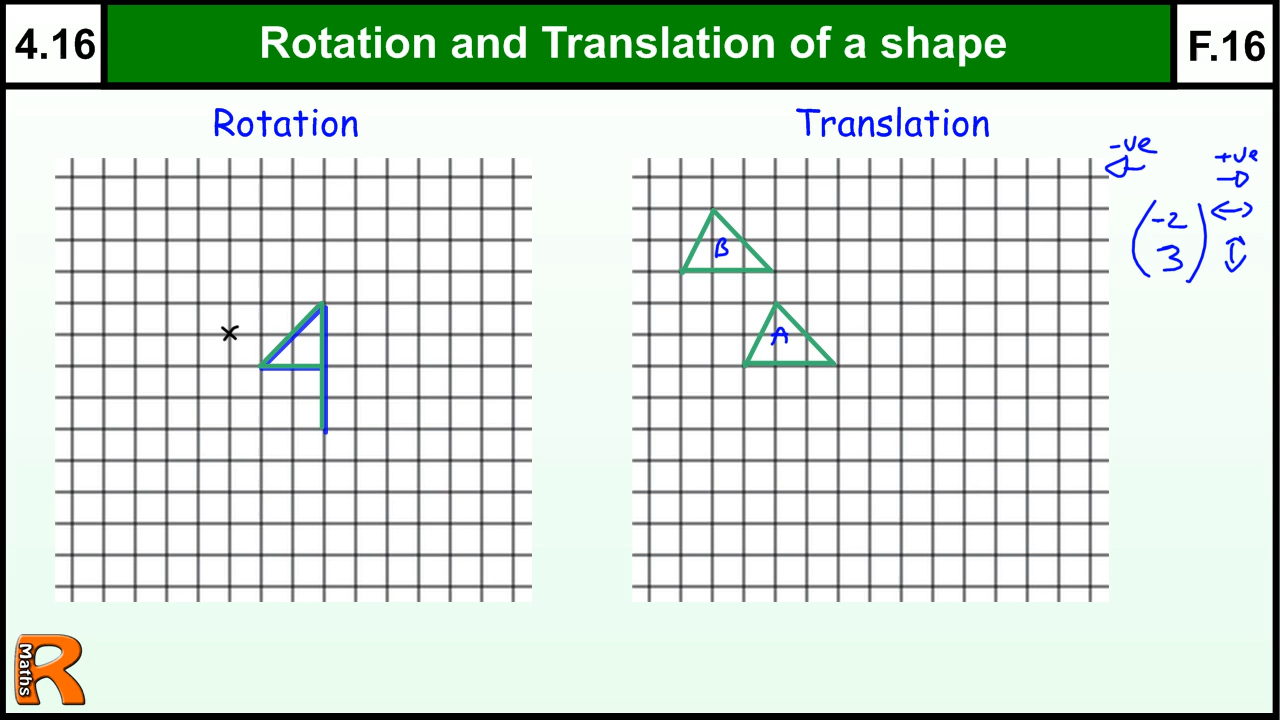 4.16
Rotation and Translation of a shape
F.16
Rotation
Translation
-ve
+ve
-2
3
B
A
x
R
Maths